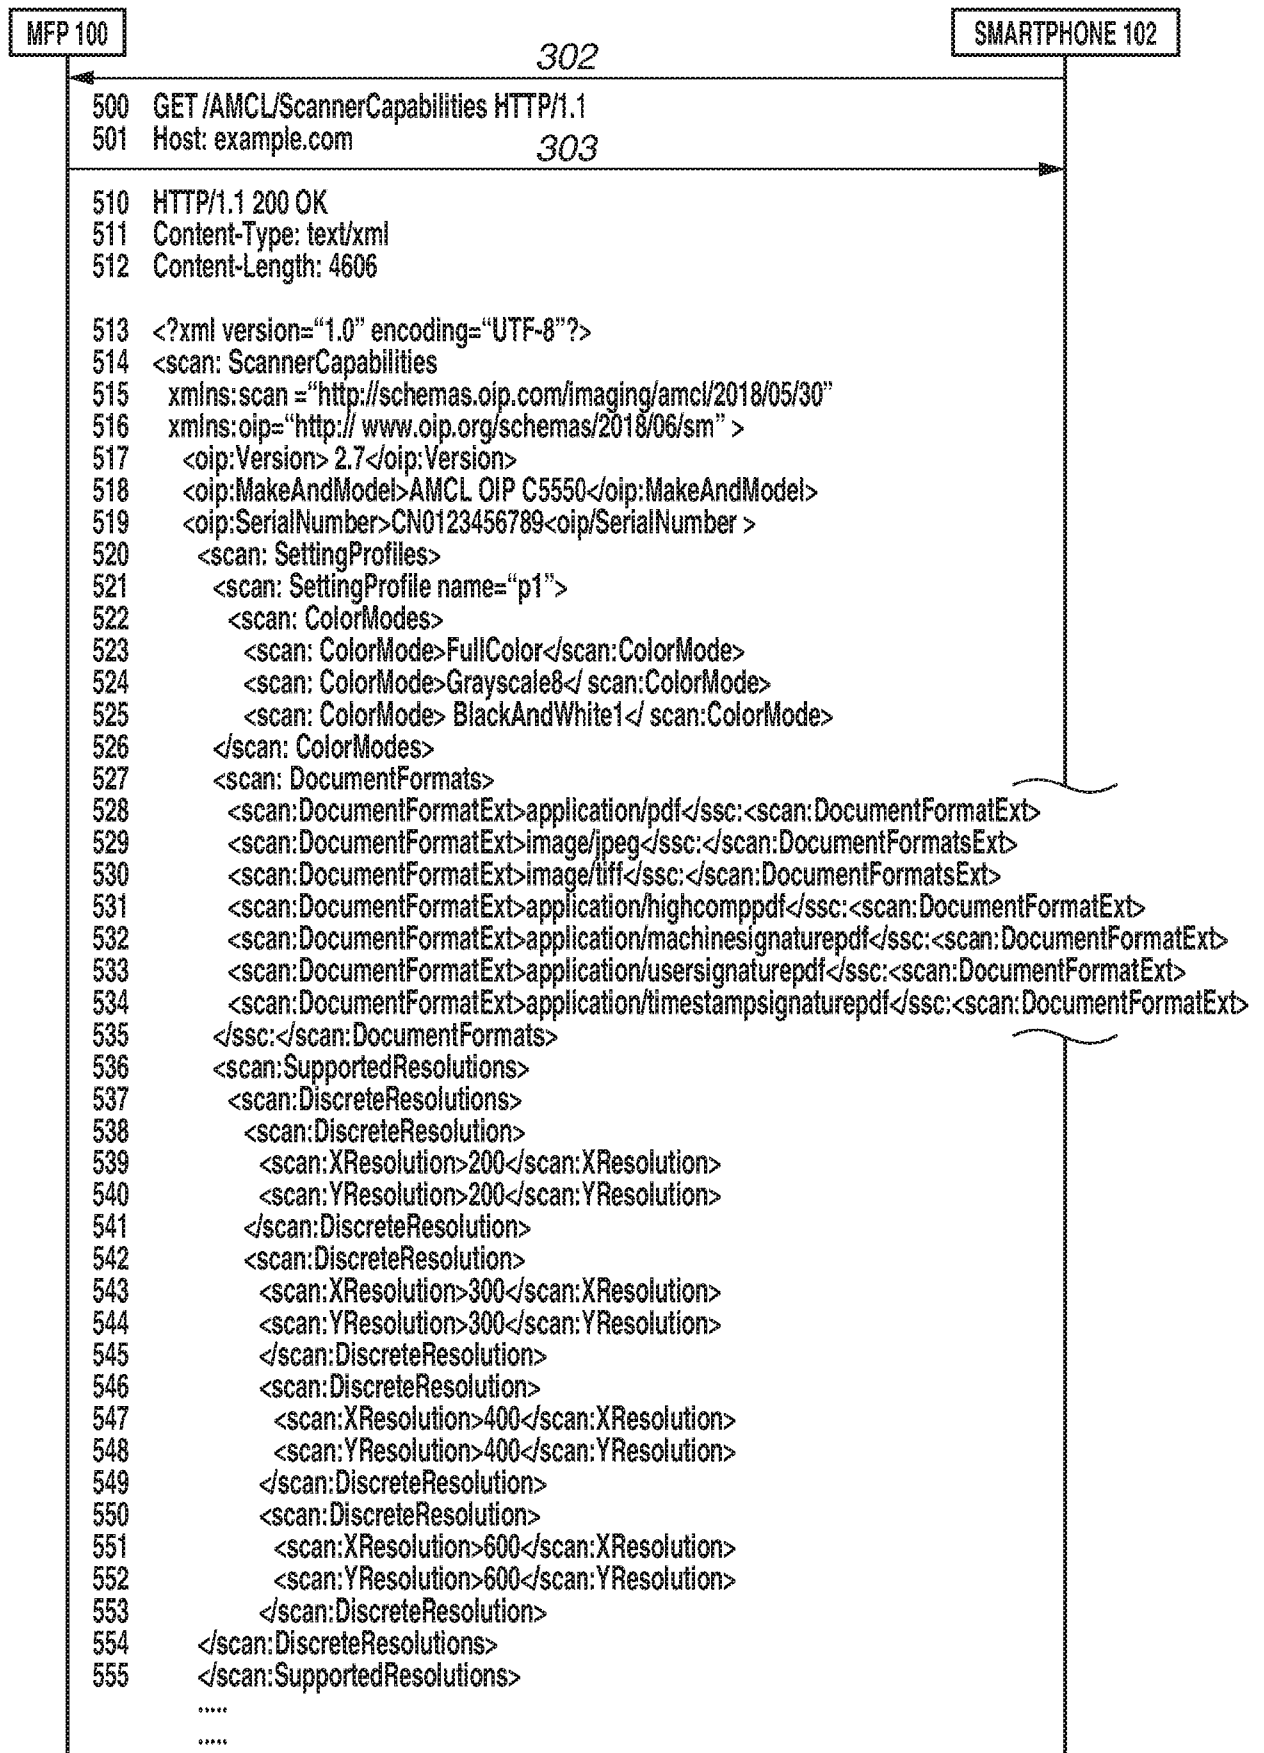 MFP 100
SMARTPHONE 102
302
500 GET /AMCL/ScannerCapabilities HTTP/1.1
501 Host: example.com
303
510 HTTP/1.1 200 OK
511 Content-Type: text/xml
512 Content-Length: 4606
513 <?xml version=“1.0” encoding=“UTF-8”?>
514 <scan: ScannerCapabilities
515 xmlns:scan =“http://schemas.oip.com/imaging/amcl/2018/05/30”
516 xmlns:oip=“http:// www.oip.org/schemas/2018/06/sm” >
517 <oip:Version> 2.7</oip:Version>
518 <oip:MakeAndModel>AMCL OIP C5550</oip:MakeAndModel>
519 <oip:SerialNumber>CN0123456789<oip/SerialNumber >
520 <scan: SettingProfiles>
521 <scan: SettingProfile name=“p1”>
522 <scan: ColorModes>
523 <scan: ColorMode>FullColor</scan:ColorMode>
524 <scan: ColorMode>Grayscale8</ scan:ColorMode>
525 <scan: ColorMode> BlackAndWhite1</ scan:ColorMode>
526 </scan: ColorModes>
527 <scan: DocumentFormats>
528 <scan:DocumentFormatExt>application/pdf</ssc:<scan:DocumentFormatExt>
529 <scan:DocumentFormatExt>image/jpeg</ssc:</scan:DocumentFormatsExt>
530 <scan:DocumentFormatExt>image/tiff</ssc:</scan:DocumentFormatsExt>
531 <scan:DocumentFormatExt>application/highcomppdf</ssc:<scan:DocumentFormatExt>
532 <scan:DocumentFormatExt>application/machinesignaturepdf</ssc:<scan:DocumentFormatExt>
533 <scan:DocumentFormatExt>application/usersignaturepdf</ssc:<scan:DocumentFormatExt>
534 <scan:DocumentFormatExt>application/timestampsignaturepdf</ssc:<scan:DocumentFormatExt>
535 </ssc:</scan:DocumentFormats>
536 <scan:SupportedResolutions>
537 <scan:DiscreteResolutions>
538 <scan:DiscreteResolution>
539 <scan:XResolution>200</scan:XResolution>
540 <scan:YResolution>200</scan:YResolution>
541 </scan:DiscreteResolution>
542 <scan:DiscreteResolution>
543 <scan:XResolution>300</scan:XResolution>
544 <scan:YResolution>300</scan:YResolution>
545 </scan:DiscreteResolution>
546 <scan:DiscreteResolution>
547 <scan:XResolution>400</scan:XResolution>
548 <scan:YResolution>400</scan:YResolution>
549 </scan:DiscreteResolution>
550 <scan:DiscreteResolution>
551 <scan:XResolution>600</scan:XResolution>
552 <scan:YResolution>600</scan:YResolution>
553 </scan:DiscreteResolution>
554 </scan:DiscreteResolutions>
555 </scan:SupportedResolutions>
.....
.....